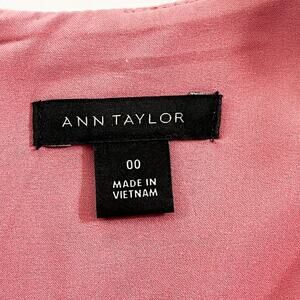 ANN TAYLOR
00
MADE IN
VIETNAM